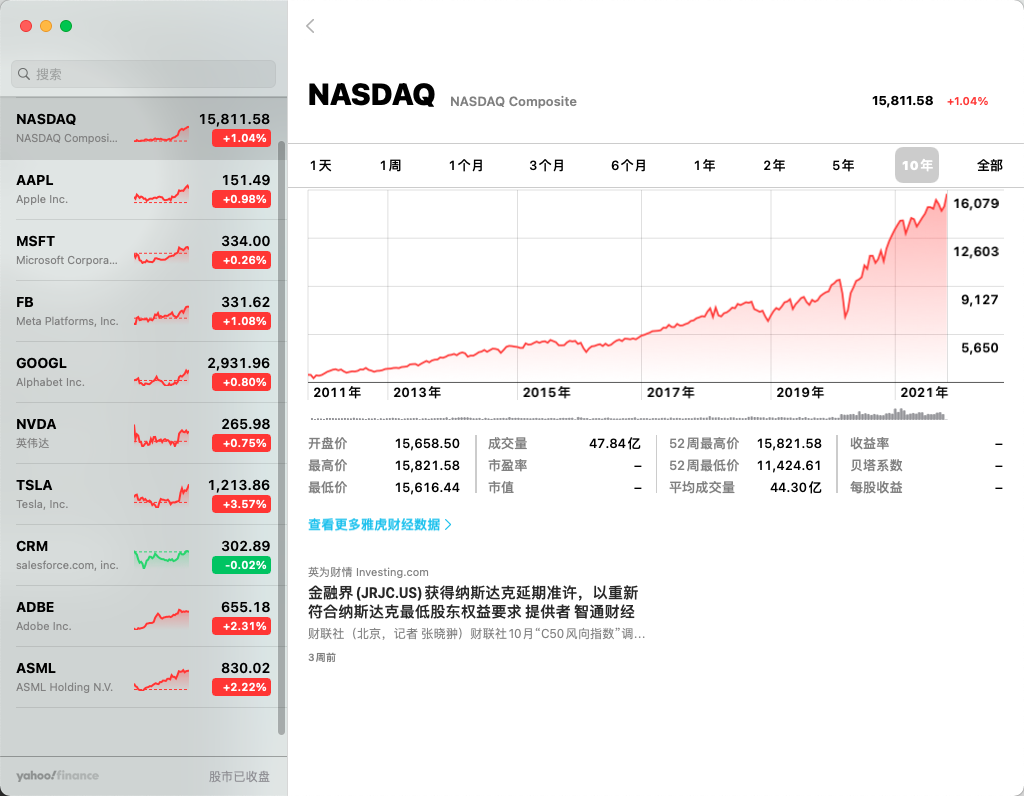 搜索
NASDAQ 15,811.58
NASDAQ Composi... +1.04%
AAPL 151.49
Apple Inc. +0.98%
MSFT 334.00
Microsoft Corpora... +0.26%
FB 331.62
Meta Platforms, Inc. +1.08%
GOOGL 2,931.96
Alphabet Inc. +0.80%
NVDA 265.98
英伟达 +0.75%
TSLA 1,213.86
Tesla, Inc. +3.57%
CRM 302.89
salesforce.com, inc. -0.02%
ADBE 655.18
Adobe Inc. +2.31%
ASML 830.02
ASML Holding N.V. +2.22%
yahoo!finance 股市已收盘
NASDAQ NASDAQ Composite 15,811.58 +1.04%
1天 1周 1个月 3个月 6个月 1年 2年 5年 10年 全部
16,079
12,603
9,127
5,650
2011年 2013年 2015年 2017年 2019年 2021年
开盘价 15,658.50 成交量 47.84亿 52周最高价 15,821.58 收益率 –
最高价 15,821.58 市盈率 – 52周最低价 11,424.61 贝塔系数 –
最低价 15,616.44 市值 – 平均成交量 44.30亿 每股收益 –
查看更多雅虎财经数据
英为财情 Investing.com
金融界 (JRJC.US) 获得纳斯达克延期准许，以重新
符合纳斯达克最低股东权益要求 提供者 智通财经
财联社（北京，记者 张晓翀）财联社10月“C50风向指数”调...
3周前